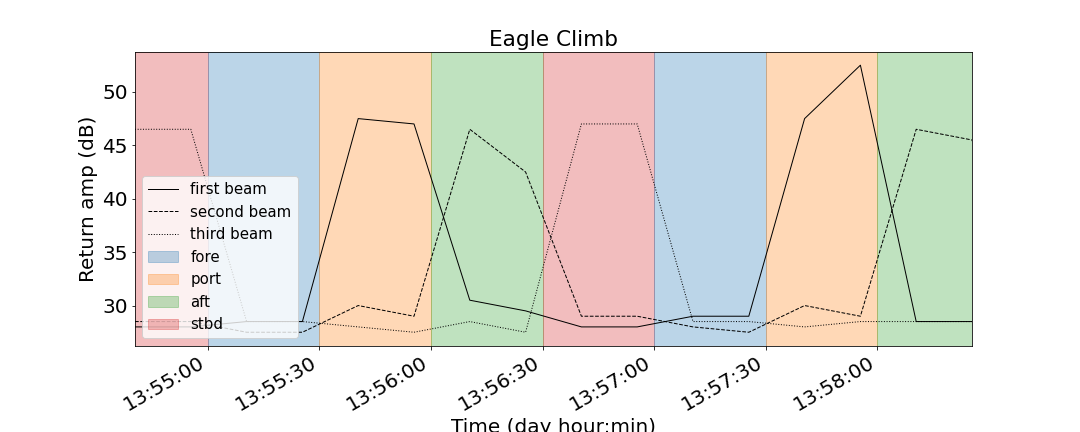 Eagle Climb
Return amp (dB)
50
45
40
35
30
first beam
second beam
third beam
fore
port
aft
stbd
13:55:00
13:55:30
13:56:00
13:56:30
13:57:00
13:57:30
13:58:00
Time (day hour:min)